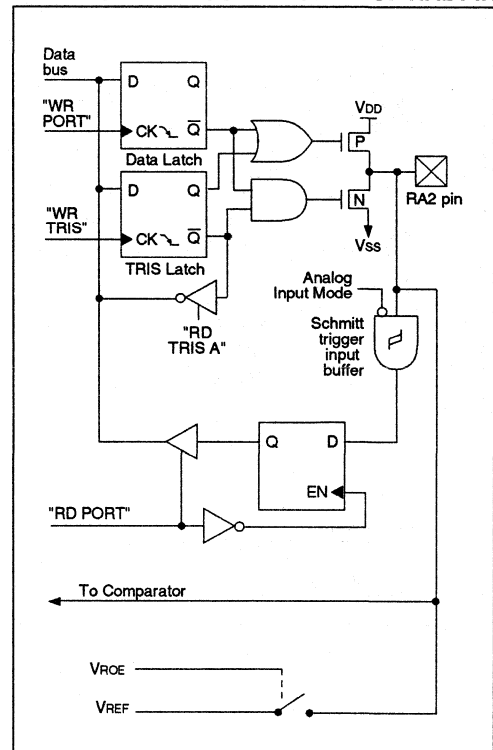 Data
bus
D Q
"WR
PORT"
CK Q
Data Latch
VDD
P
RA2 pin
D Q
N
"WR
TRIS"
CK Q
TRIS Latch
VSS
"RD
TRIS A"
Analog
Input Mode
Schmitt
trigger
input
buffer
Q D
EN
"RD PORT"
To Comparator
VROE
VREF